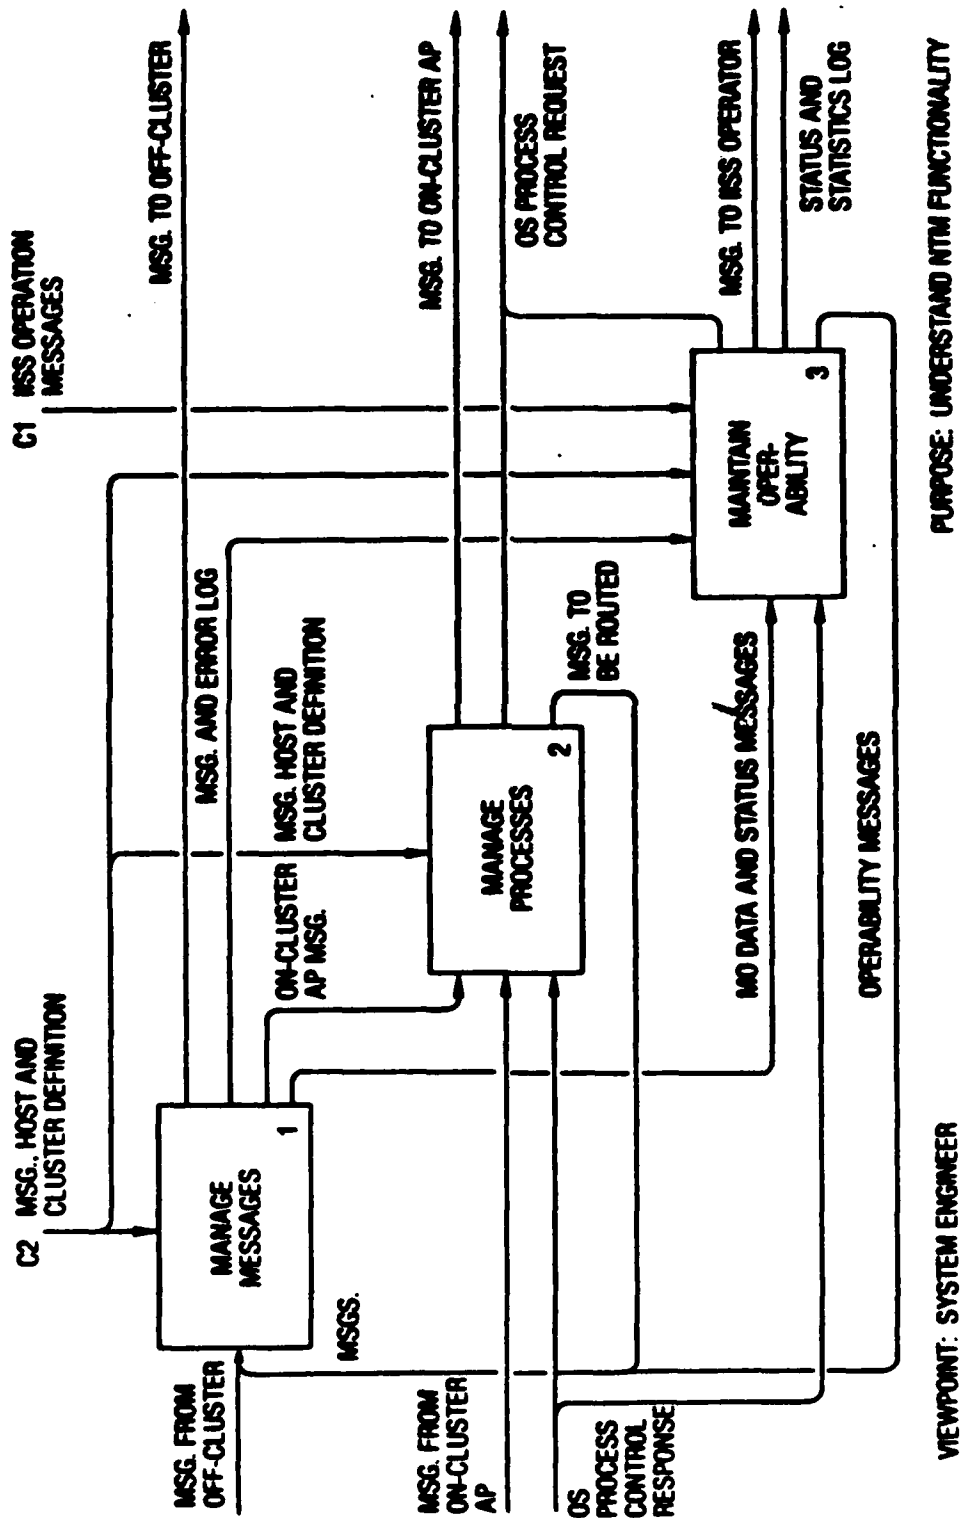 C2 MSG., HOST AND
CLUSTER DEFINITION
C1 IISS OPERATION
MESSAGES
MSG. TO OFF-CLUSTER
MSG. AND ERROR LOG
MSG. FROM
OFF-CLUSTER
MANAGE
MESSAGES
1
MSGS.
ON-CLUSTER
AP MSG.
MSG. HOST AND
CLUSTER DEFINITION
MSG. TO ON-CLUSTER AP
OS PROCESS
CONTROL REQUEST
MSG. FROM
ON-CLUSTER
AP
MANAGE
PROCESSES
2
MSG. TO
BE ROUTED
OS
PROCESS
CONTROL
RESPONSE
MAINTAIN
OPER-
ABILITY
3
MSG. TO IISS OPERATOR
STATUS AND
STATISTICS LOG
MO DATA AND STATUS MESSAGES
OPERABILITY MESSAGES
VIEWPOINT: SYSTEM ENGINEER
PURPOSE: UNDERSTAND NTM FUNCTIONALITY